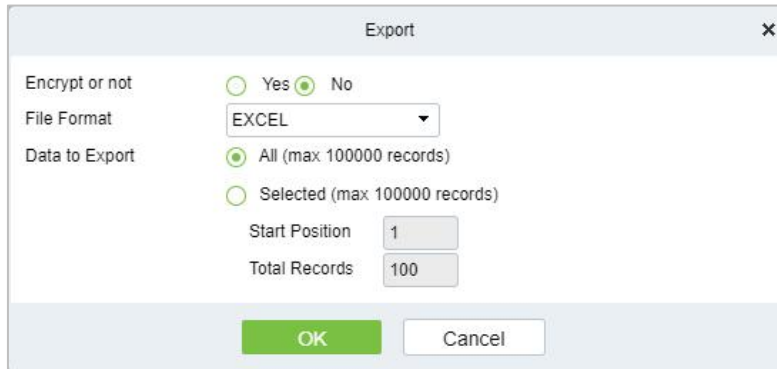 Export
Encrypt or not Yes No
File Format EXCEL
Data to Export All (max 100000 records)
Selected (max 100000 records)
Start Position 1
Total Records 100
OK Cancel